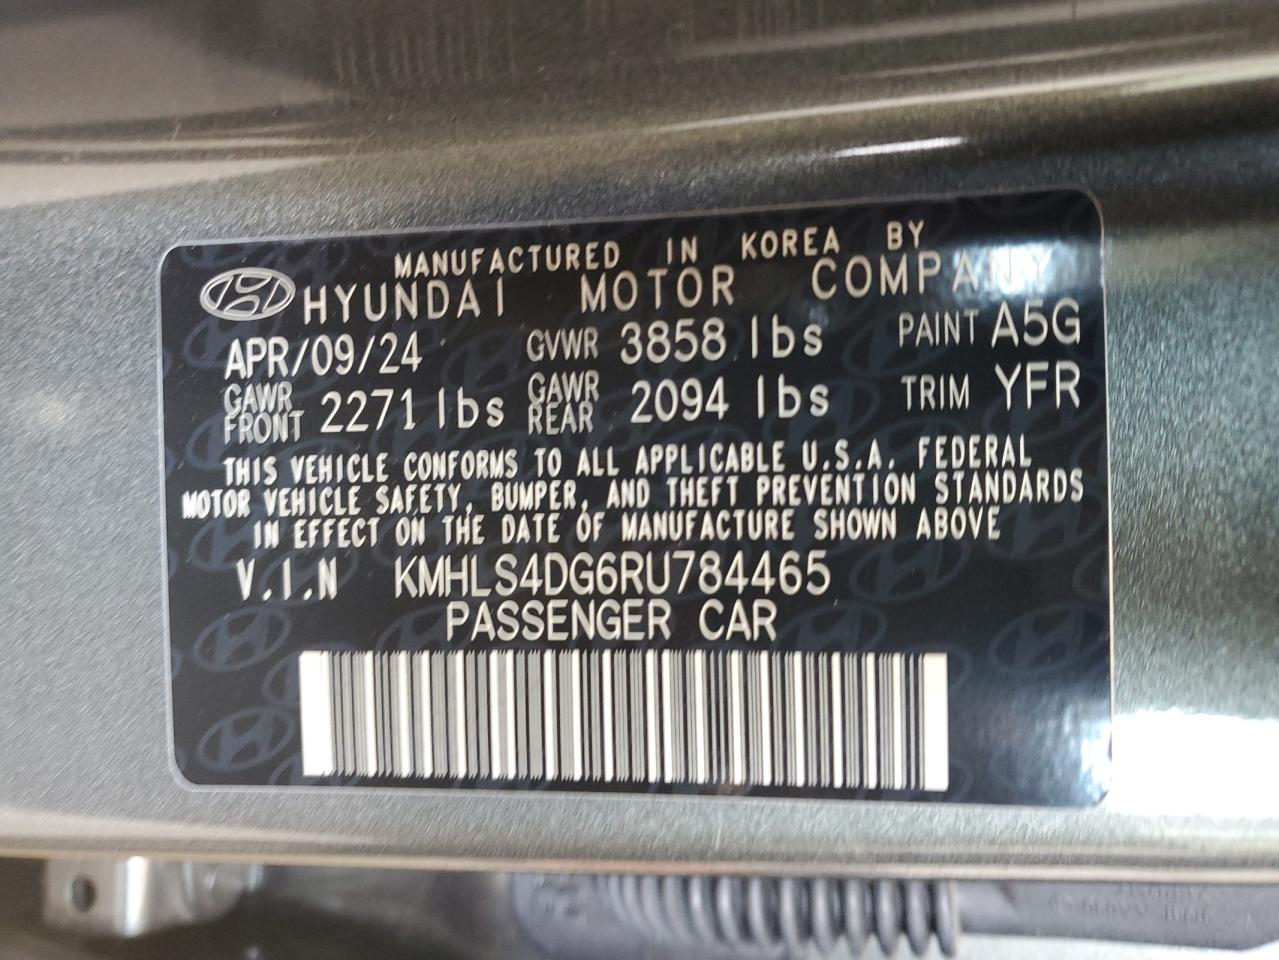 MANUFACTURED IN KOREA BY
HYUNDAI MOTOR COMPANY
APR/09/24 GVWR 3858 lbs PAINT A5G
GAWR FRONT 2271 lbs GAWR REAR 2094 lbs TRIM YFR
THIS VEHICLE CONFORMS TO ALL APPLICABLE U.S.A. FEDERAL
MOTOR VEHICLE SAFETY, BUMPER, AND THEFT PREVENTION STANDARDS
IN EFFECT ON THE DATE OF MANUFACTURE SHOWN ABOVE
V.I.N KMHLS4DG6RU784465
PASSENGER CAR